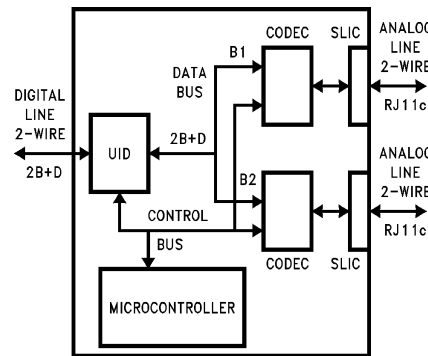 CODEC SLIC
ANALOG
LINE
2-WIRE
RJ11c
B1
DATA
BUS
DIGITAL
LINE
2-WIRE
2B+D
UID
2B+D
B2
ANALOG
LINE
2-WIRE
RJ11c
CONTROL
BUS
CODEC SLIC
MICROCONTROLLER